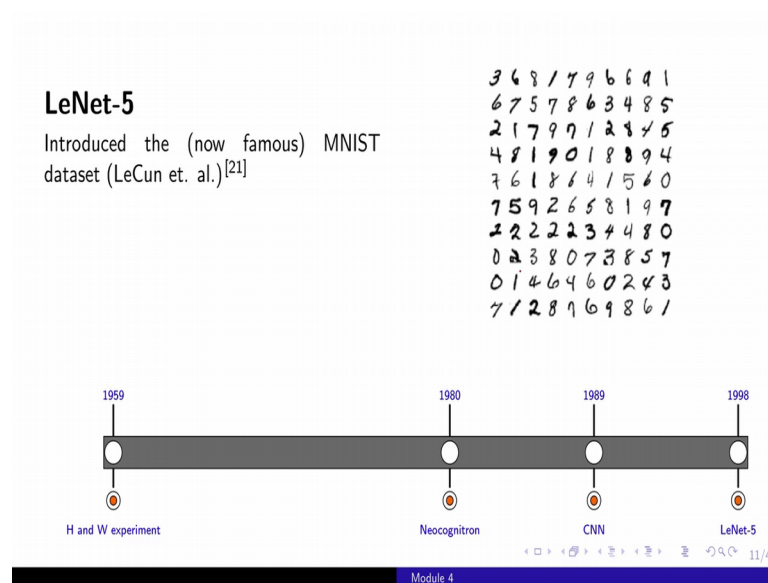 LeNet-5
Introduced the (now famous) MNIST
dataset (LeCun et. al.)[21]
3 6 8 1 7 9 6 6 9 1
6 7 5 7 8 6 3 4 8 5
2 1 7 9 7 1 2 8 4 5
4 8 1 9 0 1 8 8 9 4
7 6 1 8 6 4 1 5 6 0
7 5 9 2 6 5 8 1 9 7
2 2 2 2 2 3 4 4 8 0
0 2 3 8 0 7 3 8 5 7
0 1 4 6 4 6 0 2 4 3
7 1 2 8 7 6 9 8 6 1
1959 1980 1989 1998
H and W experiment Neocognitron CNN LeNet-5
Module 4